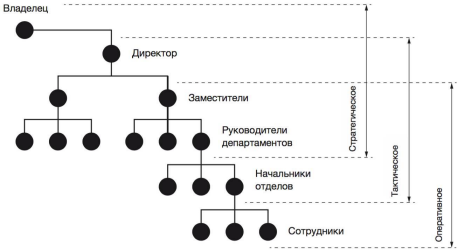 Владелец
Директор
Заместители
Руководители
департаментов
Начальники
отделов
Сотрудники
Стратегическое
Тактическое
Оперативное